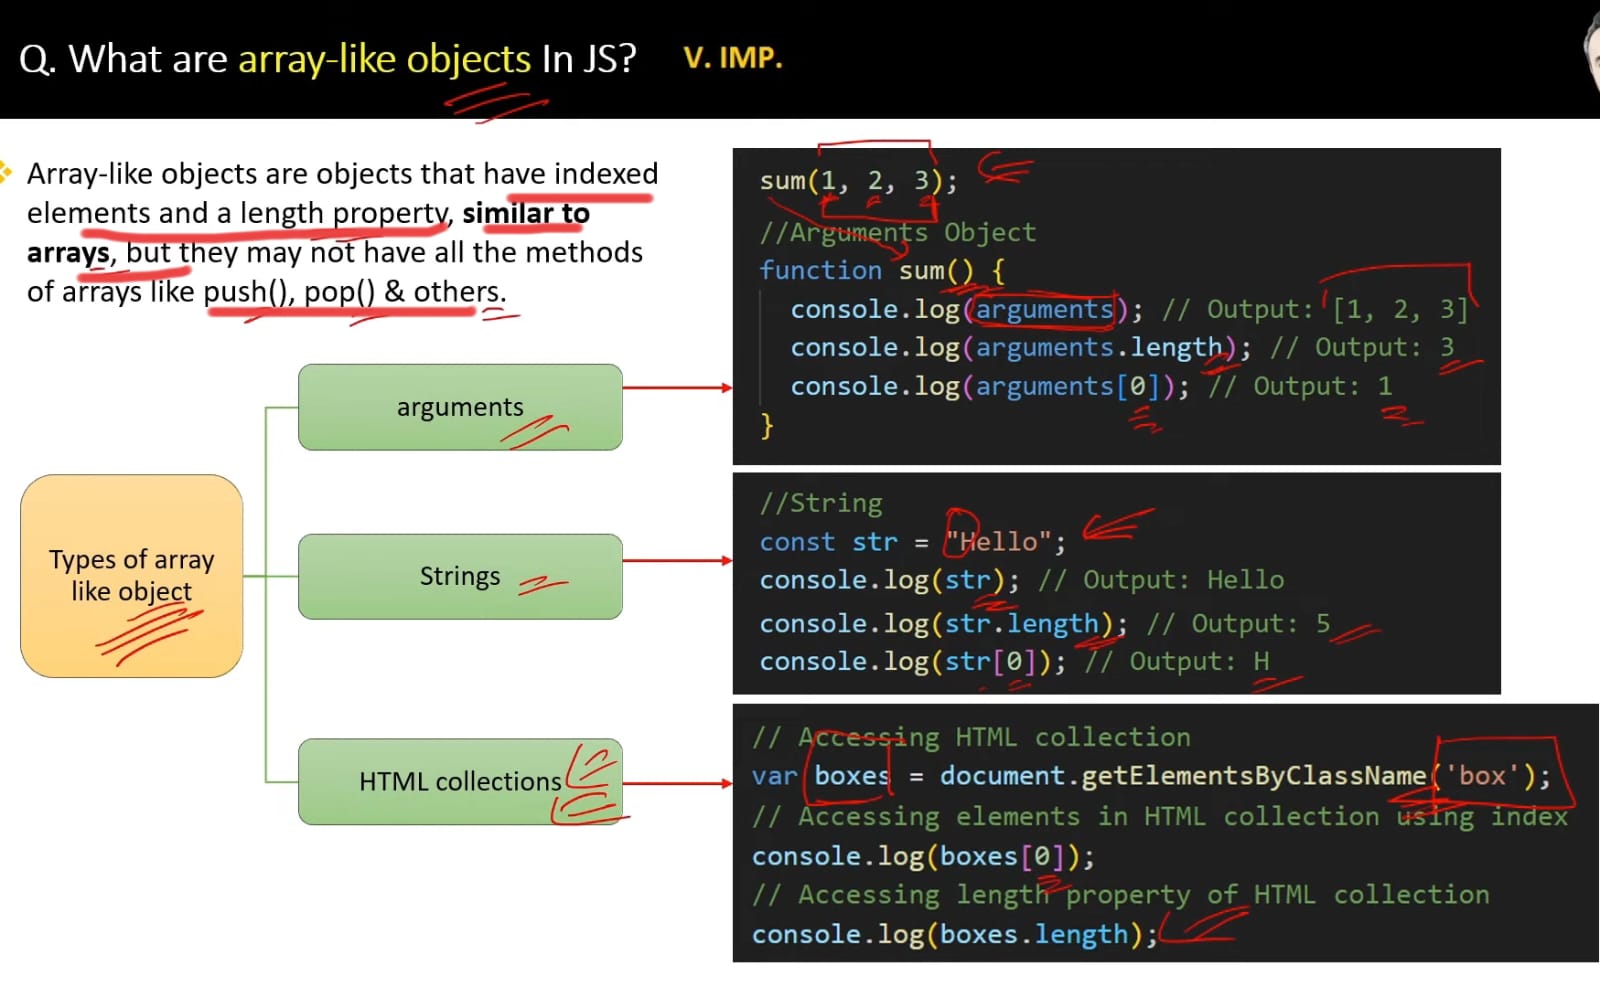 Q. What are array-like objects In JS? V. IMP.
Array-like objects are objects that have indexed
elements and a length property, similar to
arrays, but they may not have all the methods
of arrays like push(), pop() & others.
Types of array
like object
arguments
Strings
HTML collections
sum(1, 2, 3);
//Arguments Object
function sum() {
console.log(arguments); // Output: [1, 2, 3]
console.log(arguments.length); // Output: 3
console.log(arguments[0]); // Output: 1
}
//String
const str = "Hello";
console.log(str); // Output: Hello
console.log(str.length); // Output: 5
console.log(str[0]); // Output: H
// Accessing HTML collection
var boxes = document.getElementsByClassName('box');
// Accessing elements in HTML collection using index
console.log(boxes[0]);
// Accessing length property of HTML collection
console.log(boxes.length);